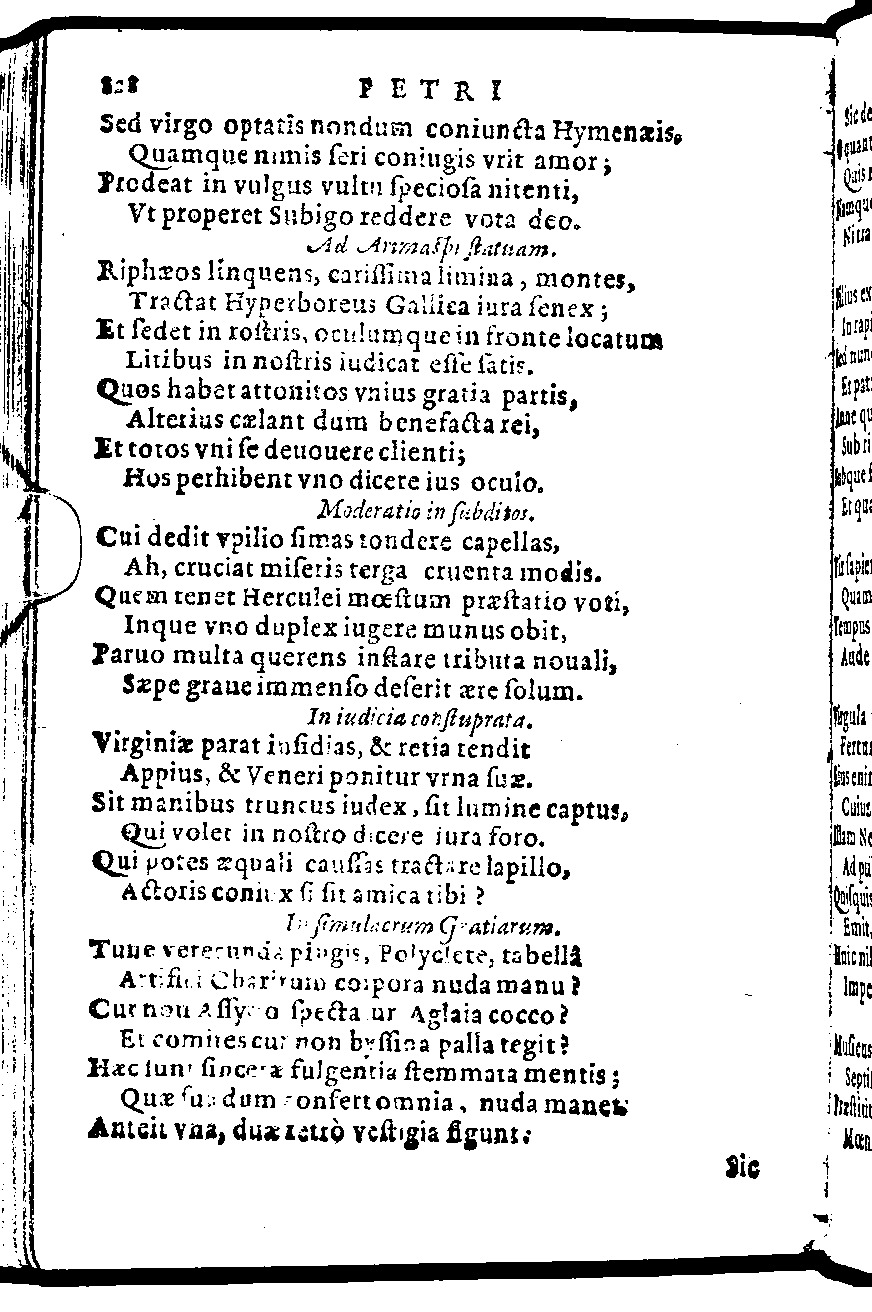 828 PETRI
Sed virgo optatis nondum coniuncta Hymenæis,
Quamque nimis ſeri coniugis vrit amor;
Prodeat in vulgus vultu ſpecioſa nitenti,
Vt properet Subigo reddere vota deo.
Ad Arimaſpi ſtatuam.
Riphæos linquens, cariſſima limina, montes,
Tractat Hyperboreus Gallica iura ſenex;
Et ſedet in roſtris, oculumque in fronte locatum
Litibus in noſtris iudicat eſſe ſatis.
Quos habet attonitos vnius gratia partis,
Alterius cælant dum benefacta rei,
Et totos vni ſe deuouere clienti;
Hos perhibent vno dicere ius oculo.
Moderatio in ſubditos.
Cui dedit vpilio ſimas tondere capellas,
Ah, cruciat miſeris terga cruenta modis.
Quem tenet Herculei mœſtum præſtatio voti,
Inque vno duplex iugere munus obit,
Paruo multa querens inſtare tributa nouali,
Sæpe graue immenſo deſerit ære ſolum.
In iudicia conſtuprata.
Virginiæ parat inſidias, & retia tendit
Appius, & Veneri ponitur vrna ſuæ.
Sit manibus truncus iudex, ſit lumine captus,
Qui volet in noſtro dicere iura foro.
Qui potes æquali cauſſas tractare lapillo,
Actoris coniux ſi ſit amica tibi?
In ſimulacrum Gratiarum.
Tune verecunda pingis, Polyclete, tabellâ
Artifici Charitum corpora nuda manu?
Cur non Aſſyrio ſpectatur Aglaia cocco?
Et comites cur non byſſina palla tegit?
Hæc ſunt ſinceræ fulgentia ſtemmata mentis;
Quæ ſua dum confert omnia, nuda manet:
Anteit vna, duæ retrò veſtigia figunt:
Sic